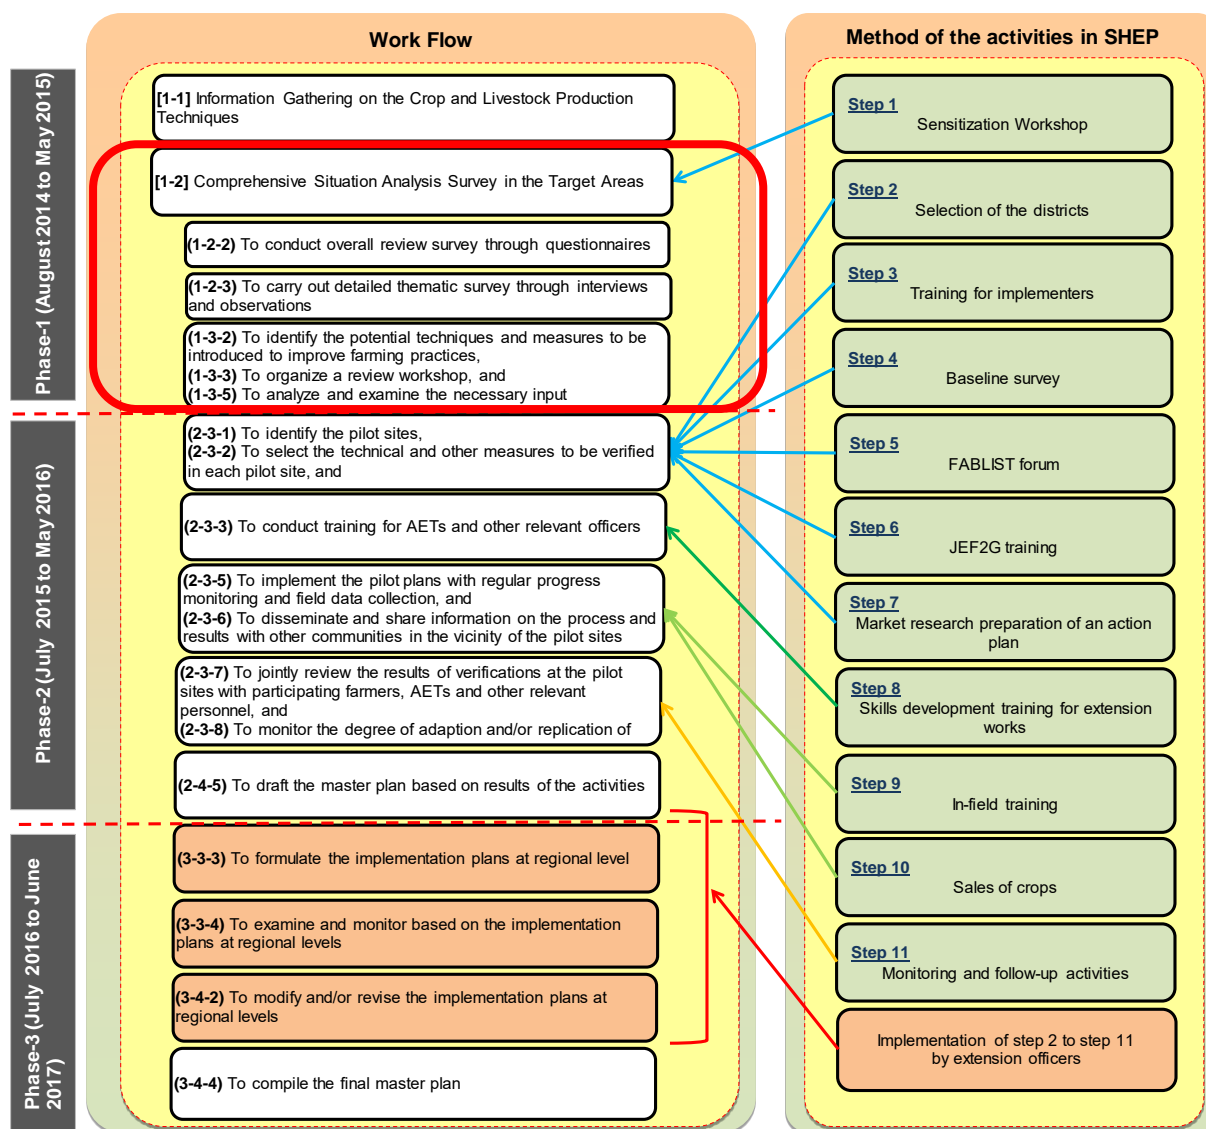 Work Flow
Method of the activities in SHEP
Phase-1 (August 2014 to May 2015)
[1-1] Information Gathering on the Crop and Livestock Production
Techniques
[1-2] Comprehensive Situation Analysis Survey in the Target Areas
(1-2-2) To conduct overall review survey through questionnaires
(1-2-3) To carry out detailed thematic survey through interviews
and observations
(1-3-2) To identify the potential techniques and measures to be
introduced to improve farming practices,
(1-3-3) To organize a review workshop, and
(1-3-5) To analyze and examine the necessary input
Phase-2 (July 2015 to May 2016)
(2-3-1) To identify the pilot sites,
(2-3-2) To select the technical and other measures to be verified
in each pilot site, and
(2-3-3) To conduct training for AETs and other relevant officers
(2-3-5) To implement the pilot plans with regular progress
monitoring and field data collection, and
(2-3-6) To disseminate and share information on the process and
results with other communities in the vicinity of the pilot sites
(2-3-7) To jointly review the results of verifications at the pilot
sites with participating farmers, AETs and other relevant
personnel, and
(2-3-8) To monitor the degree of adaption and/or replication of
(2-4-5) To draft the master plan based on results of the activities
Phase-3 (July 2016 to June
2017)
(3-3-3) To formulate the implementation plans at regional level
(3-3-4) To examine and monitor based on the implementation
plans at regional levels
(3-4-2) To modify and/or revise the implementation plans at
regional levels
(3-4-4) To compile the final master plan
Step 1
Sensitization Workshop
Step 2
Selection of the districts
Step 3
Training for implementers
Step 4
Baseline survey
Step 5
FABLIST forum
Step 6
JEF2G training
Step 7
Market research preparation of an action
plan
Step 8
Skills development training for extension
works
Step 9
In-field training
Step 10
Sales of crops
Step 11
Monitoring and follow-up activities
Implementation of step 2 to step 11
by extension officers